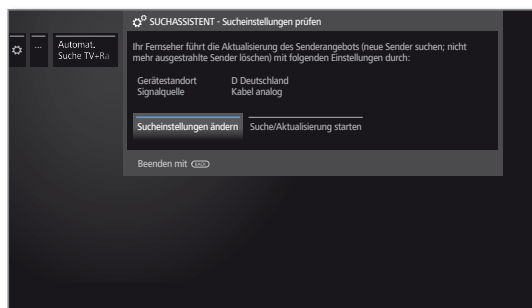 SUCHASSISTENT - Sucheinstellungen prüfen
...
Automat.
Suche TV+Ra
Ihr Fernseher führt die Aktualisierung des Senderangebots (neue Sender suchen; nicht
mehr ausgestrahlte Sender löschen) mit folgenden Einstellungen durch:
Gerätestandort D Deutschland
Signalquelle Kabel analog
Sucheinstellungen ändern Suche/Aktualisierung starten
Beenden mit